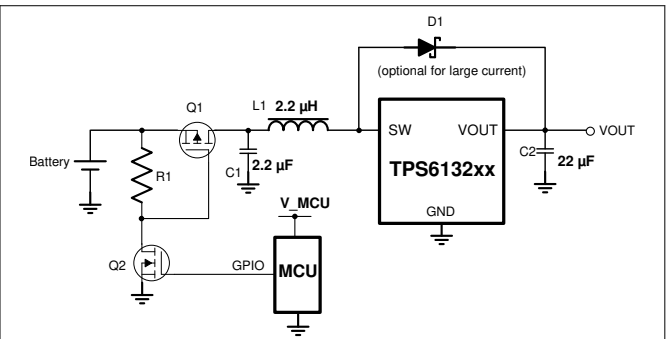 D1
(optional for large current)
Q1
L1 2.2 µH
SW
VOUT
VOUT
TPS6132xx
GND
Battery
R1
C1
2.2 µF
C2
22 µF
V_MCU
Q2
GPIO
MCU